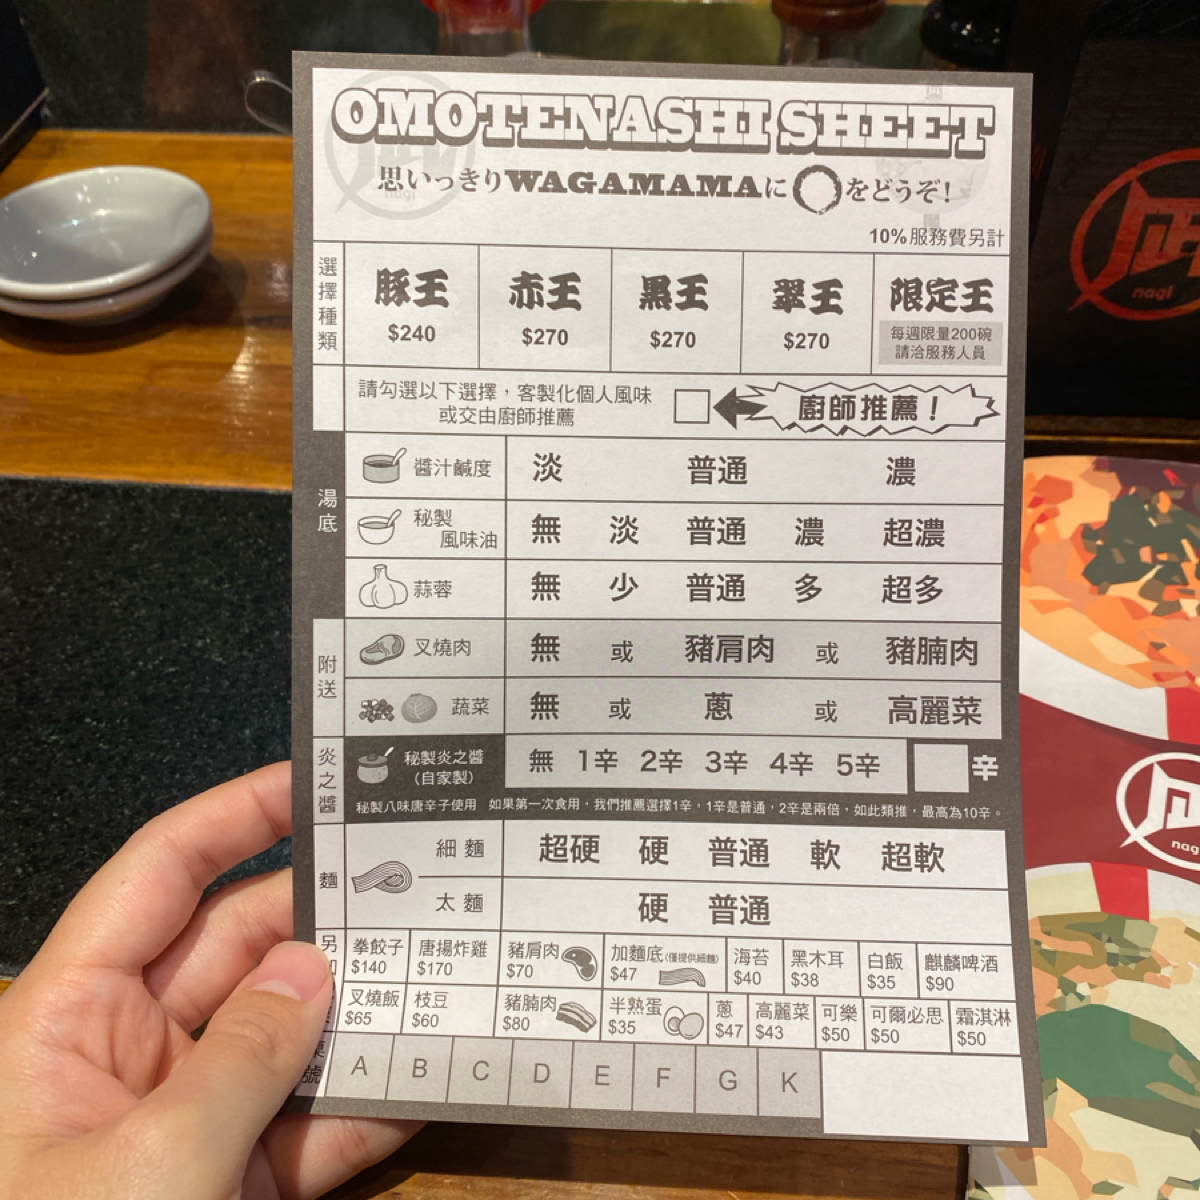 OMOTENASHI SHEET
思いっきりWAGAMAMAに〇をどうぞ!
10%服務費另計
選擇種類
豚王 赤王 黒王 翠王 限定王
$240 $270 $270 $270 每週限量200碗
請洽服務人員
請勾選以下選擇，客製化個人風味
或交由廚師推薦
廚師推薦！
湯底
醬汁鹹度 淡 普通 濃
秘製風味油 無 淡 普通 濃 超濃
蒜蓉 無 少 普通 多 超多
附送
叉燒肉 無 或 豬肩肉 或 豬腩肉
蔬菜 無 或 蔥 或 高麗菜
炎之醬
秘製炎之醬 無 1辛 2辛 3辛 4辛 5辛 辛
(自家製)
秘製八味唐辛子使用 如果第一次食用，我們推薦選擇1辛，1辛是普通，2辛是兩倍，如此類推，最高為10辛。
麵
細麵 超硬 硬 普通 軟 超軟
太麵 硬 普通
另
拳餃子 唐揚炸雞 豬肩肉 加麵底(僅提供細麵) 海苔 黑木耳 白飯 麒麟啤酒
$140 $170 $70 $47 $40 $38 $35 $90
叉燒飯 枝豆 豬腩肉 半熟蛋 蔥 高麗菜 可樂 可爾必思 霜淇淋
$65 $60 $80 $35 $47 $43 $50 $50 $50
號
A B C D E F G K
凪
nagi
凪
nagi